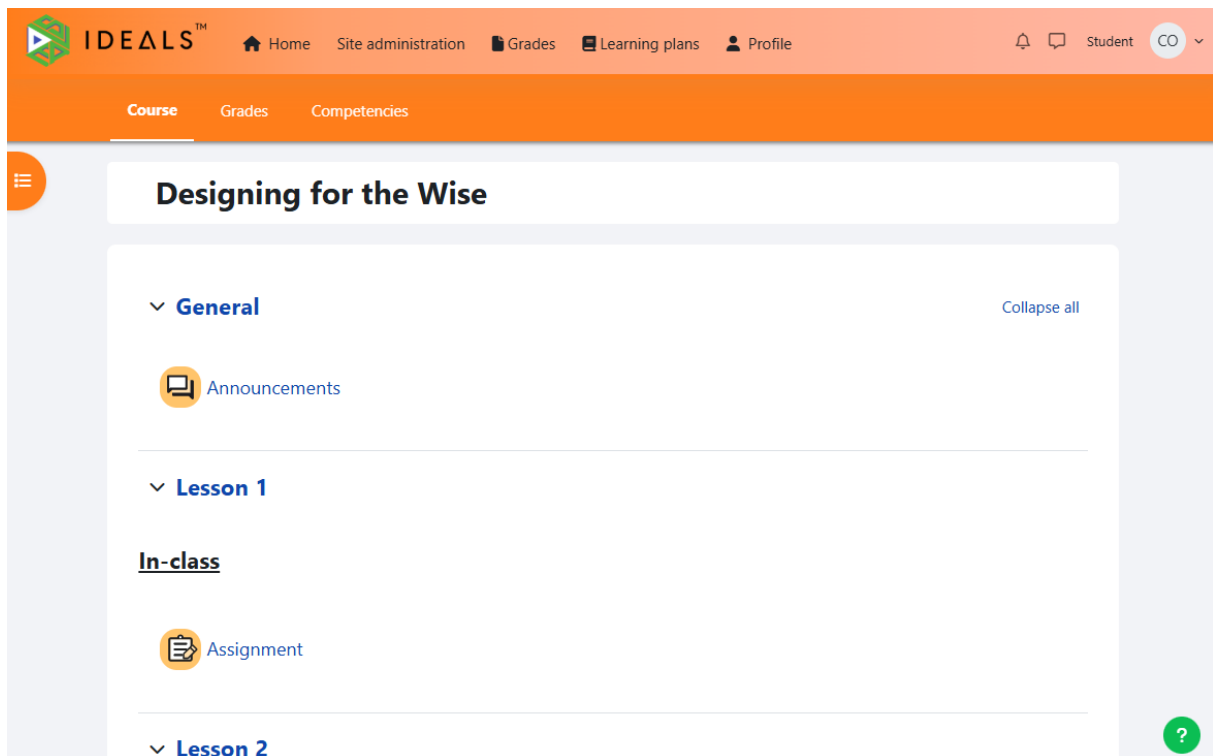 IDEALS™ Home Site administration Grades Learning plans Profile Student CO
Course Grades Competencies
Designing for the Wise
General Collapse all
Announcements
Lesson 1
In-class
Assignment
Lesson 2
?